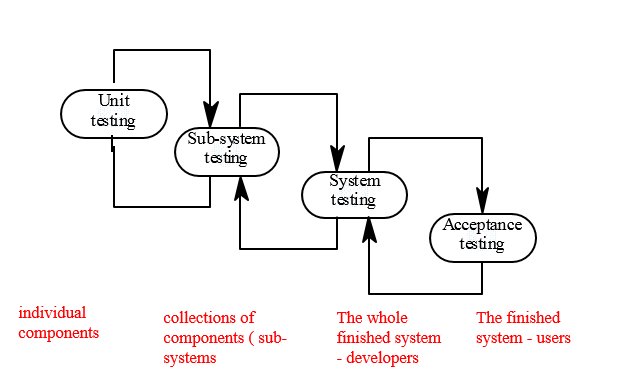 Unit
testing
Sub-system
testing
System
testing
Acceptance
testing
individual
components
collections of
components ( sub-
systems
The whole
finished system
- developers
The finished
system - users